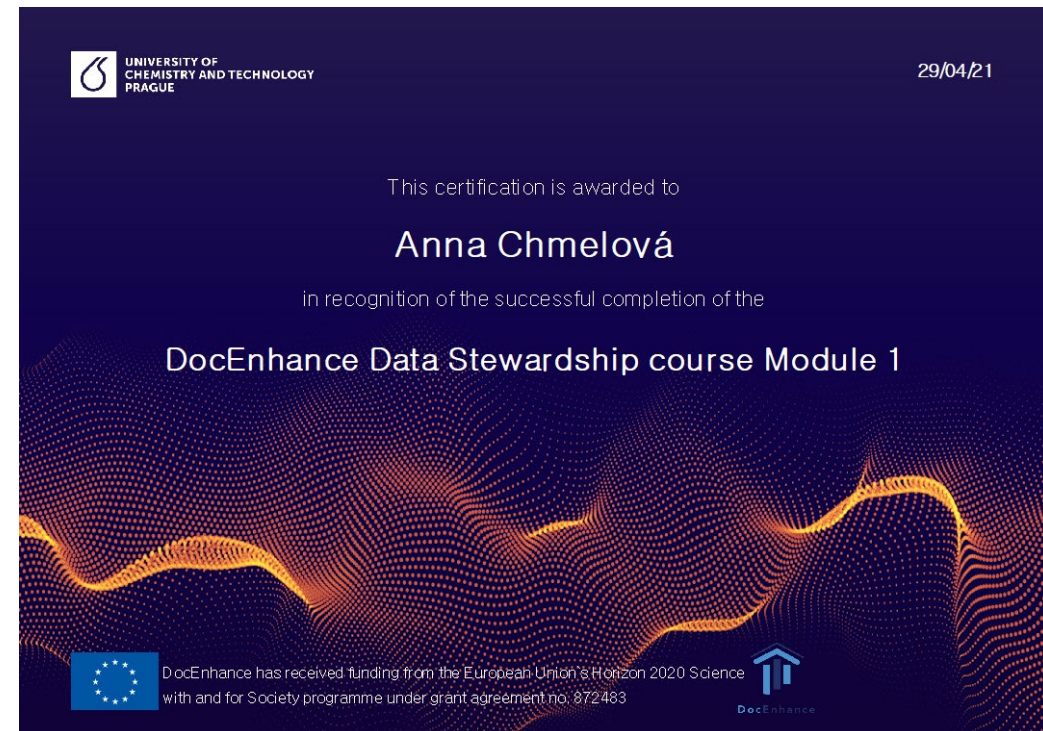 UNIVERSITY OF
CHEMISTRY AND TECHNOLOGY
PRAGUE
29/04/21
This certification is awarded to
Anna Chmelová
in recognition of the successful completion of the
DocEnhance Data Stewardship course Module 1
DocEnhance has received funding from the European Union's Horizon 2020 Science
with and for Society programme under grant agreement no. 872483
DocEnhance